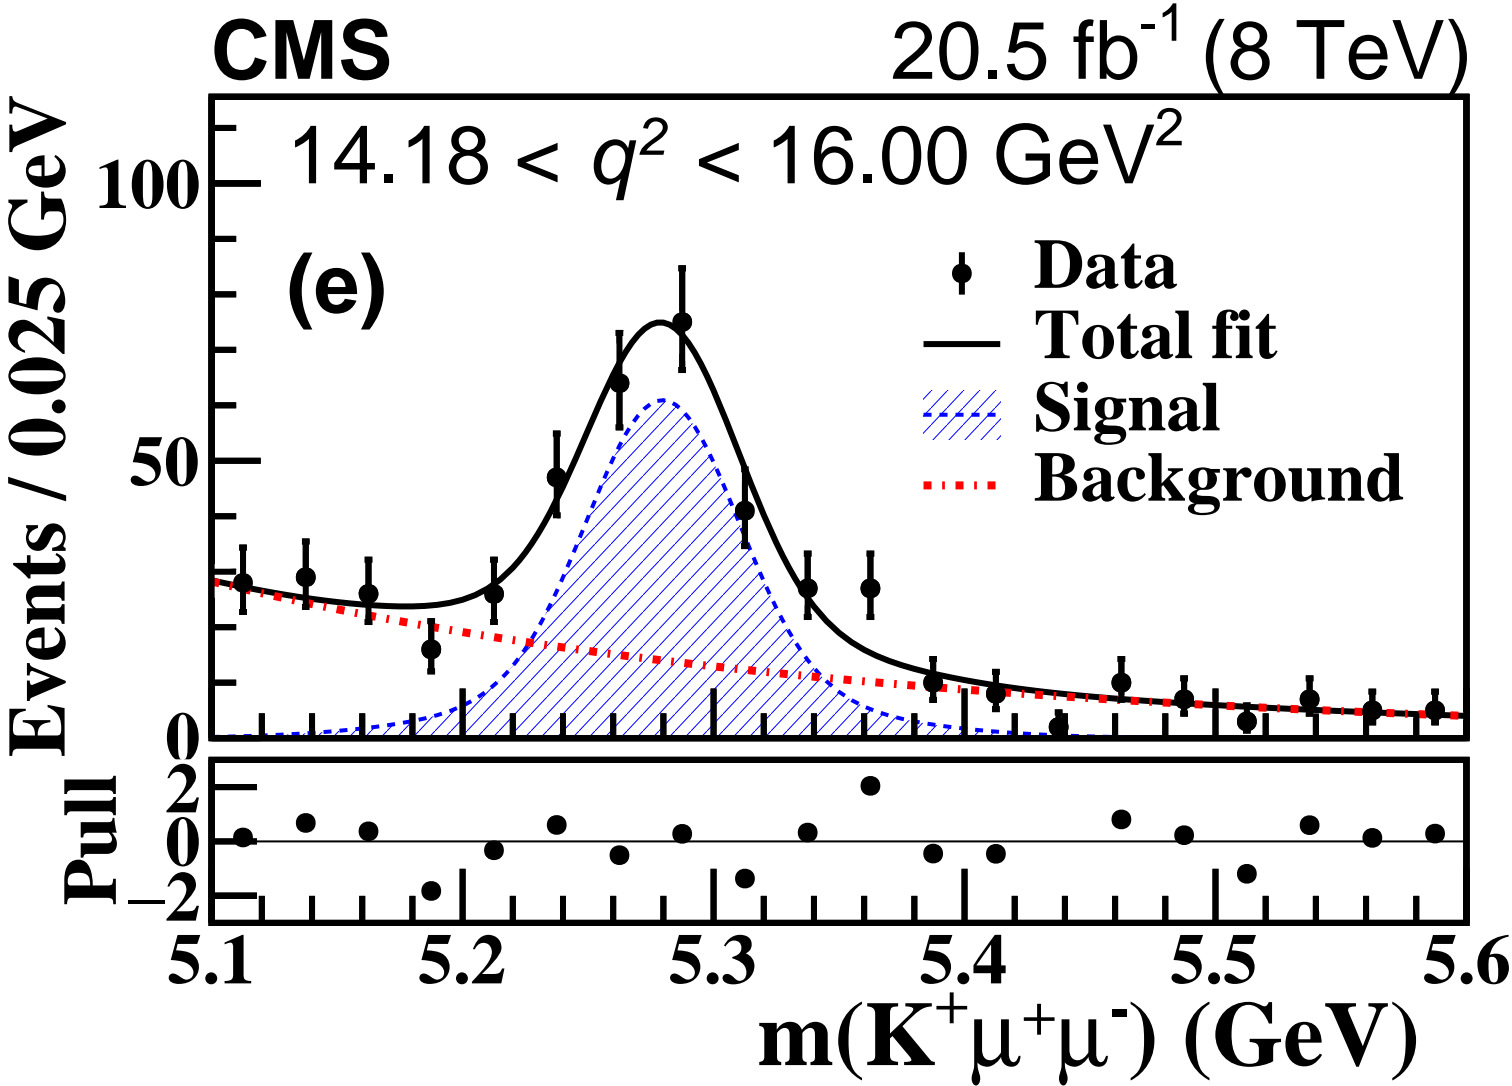 CMS 20.5 fb⁻¹ (8 TeV)
14.18 < q² < 16.00 GeV²
(e)
Data
Total fit
Signal
Background
Events / 0.025 GeV
100
50
0
Pull
2
0
−2
5.1 5.2 5.3 5.4 5.5 5.6
m(K⁺μ⁺μ⁻) (GeV)